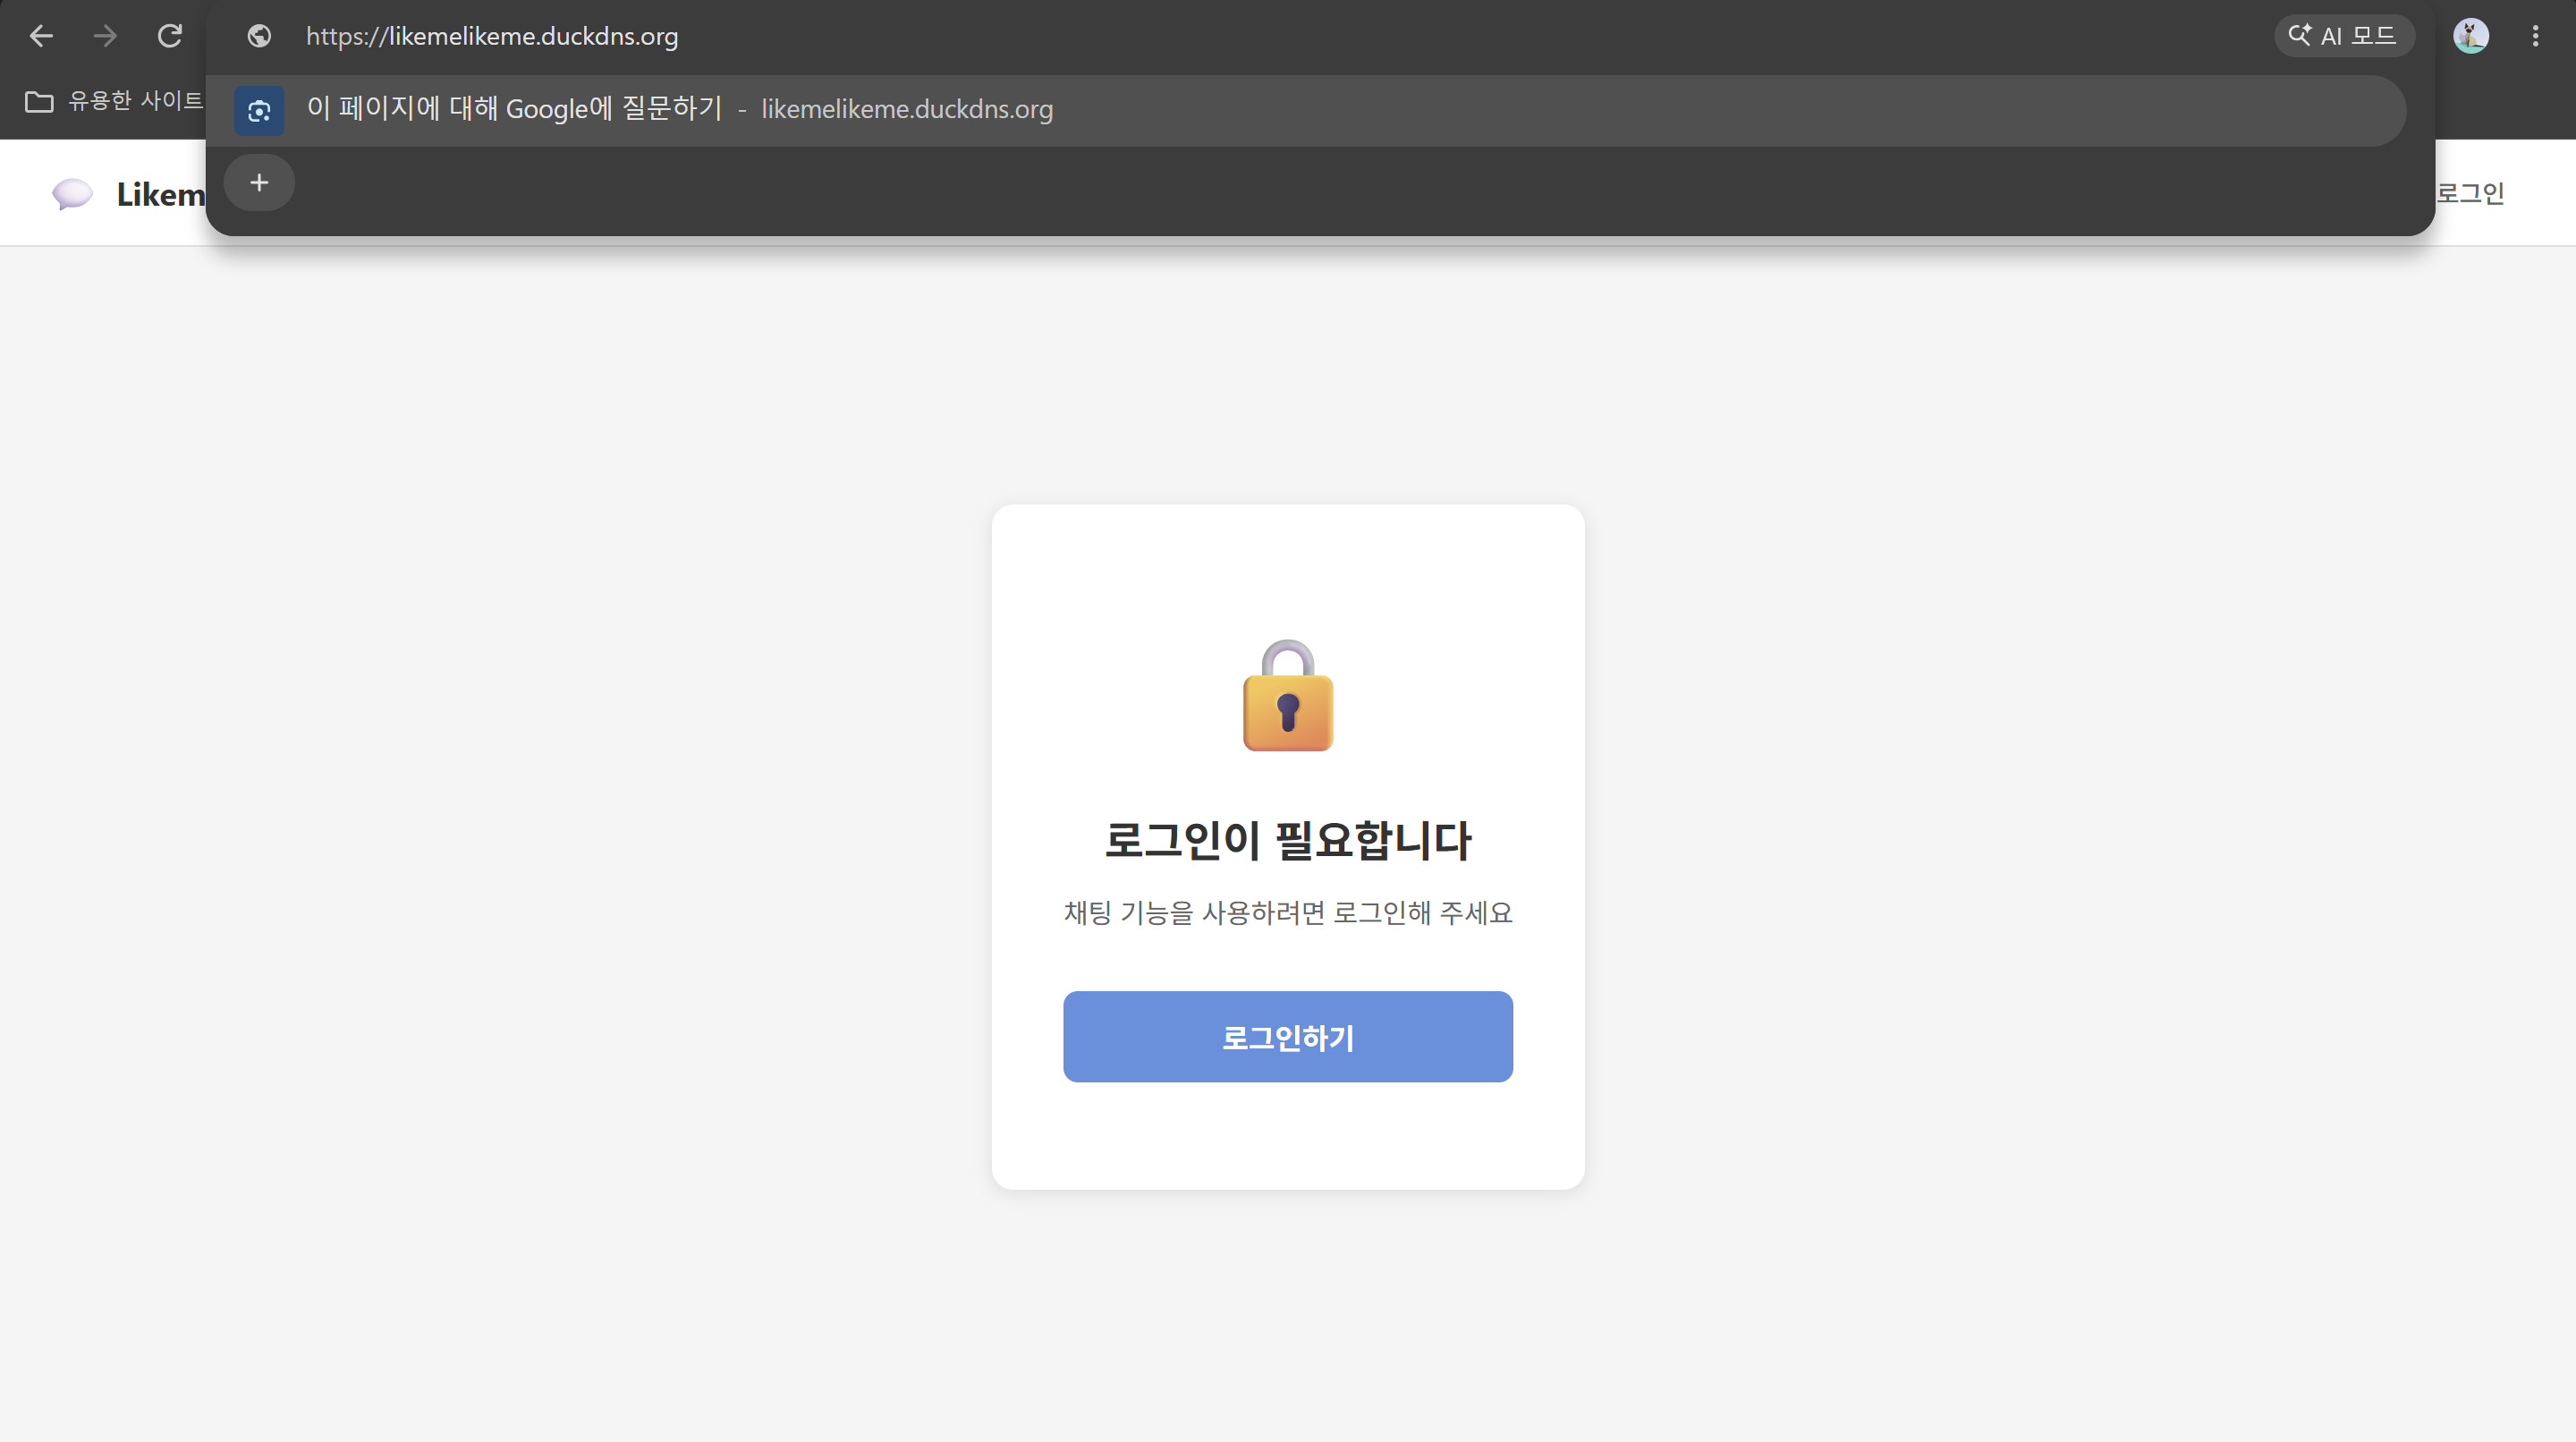 https://likemelikeme.duckdns.org
AI 모드
이 페이지에 대해 Google에 질문하기 - likemelikeme.duckdns.org
유용한 사이트
Likem
로그인
로그인이 필요합니다
채팅 기능을 사용하려면 로그인해 주세요
로그인하기